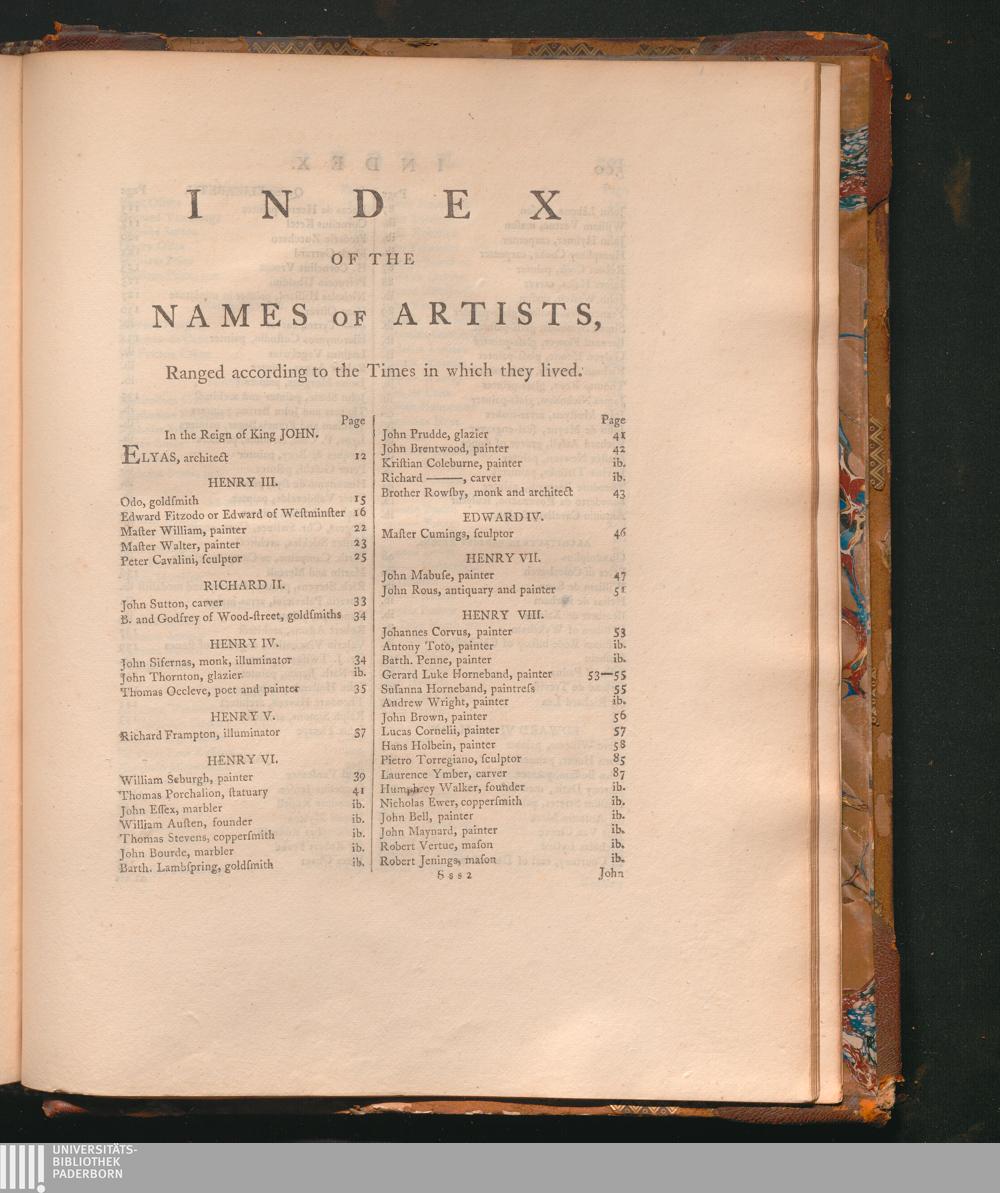 INDEX
OF THE
NAMES OF ARTISTS,
Ranged according to the Times in which they lived.
Page
In the Reign of King JOHN.
ELYAS, architect 12
HENRY III.
Odo, goldſmith 15
Edward Fitzodo or Edward of Weſtminſter 16
Maſter William, painter 22
Maſter Walter, painter 23
Peter Cavalini, ſculptor 25
RICHARD II.
John Sutton, carver 33
B. and Godfrey of Wood-ſtreet, goldſmiths 34
HENRY IV.
John Sifernas, monk, illuminator 34
John Thornton, glazier ib.
Thomas Occleve, poet and painter 35
HENRY V.
Richard Frampton, illuminator 37
HENRY VI.
William Seburgh, painter 39
Thomas Porchalion, ſtatuary 41
John Eſſex, marbler ib.
William Auſten, founder ib.
Thomas Stevens, copperſmith ib.
John Bourde, marbler ib.
Barth. Lambſpring, goldſmith ib.
Page
John Prudde, glazier 41
John Brentwood, painter 42
Kriſtian Coleburne, painter ib.
Richard ———, carver ib.
Brother Rowſby, monk and architect 43
EDWARD IV.
Maſter Cumings, ſculptor 46
HENRY VII.
John Mabuſe, painter 47
John Rous, antiquary and painter 51
HENRY VIII.
Johannes Corvus, painter 53
Antony Toto, painter ib.
Barth. Penne, painter ib.
Gerard Luke Horneband, painter 53—55
Suſanna Horneband, paintreſs 55
Andrew Wright, painter ib.
John Brown, painter 56
Lucas Cornelii, painter 57
Hans Holbein, painter 58
Pietro Torregiano, ſculptor 85
Laurence Ymber, carver 87
Humphrey Walker, founder ib.
Nicholas Ewer, copperſmith ib.
John Bell, painter ib.
John Maynard, painter ib.
Robert Vertue, maſon ib.
Robert Jenings, maſon ib.
S s s 2 John
UNIVERSITÄTS-
BIBLIOTHEK
PADERBORN